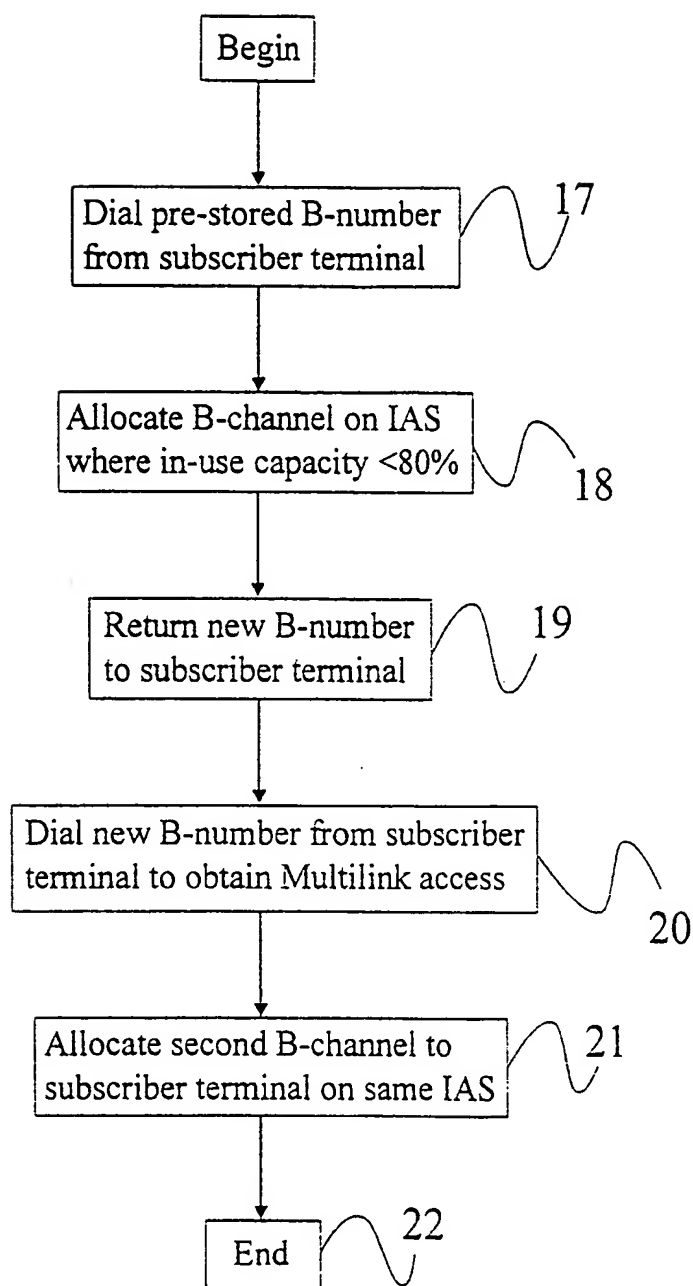 Begin
Dial pre-stored B-number
from subscriber terminal
17
Allocate B-channel on IAS
where in-use capacity <80%
18
Return new B-number
to subscriber terminal
19
Dial new B-number from subscriber
terminal to obtain Multilink access
20
Allocate second B-channel to
subscriber terminal on same IAS
21
End
22